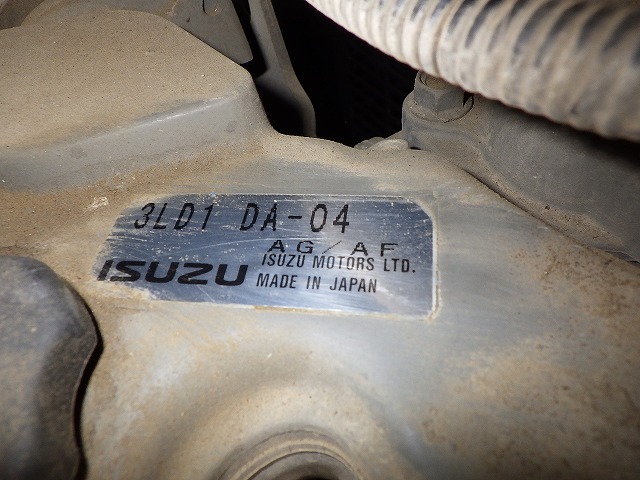 3LD1 DA-04
AG/AF
ISUZU MOTORS LTD.
ISUZU MADE IN JAPAN